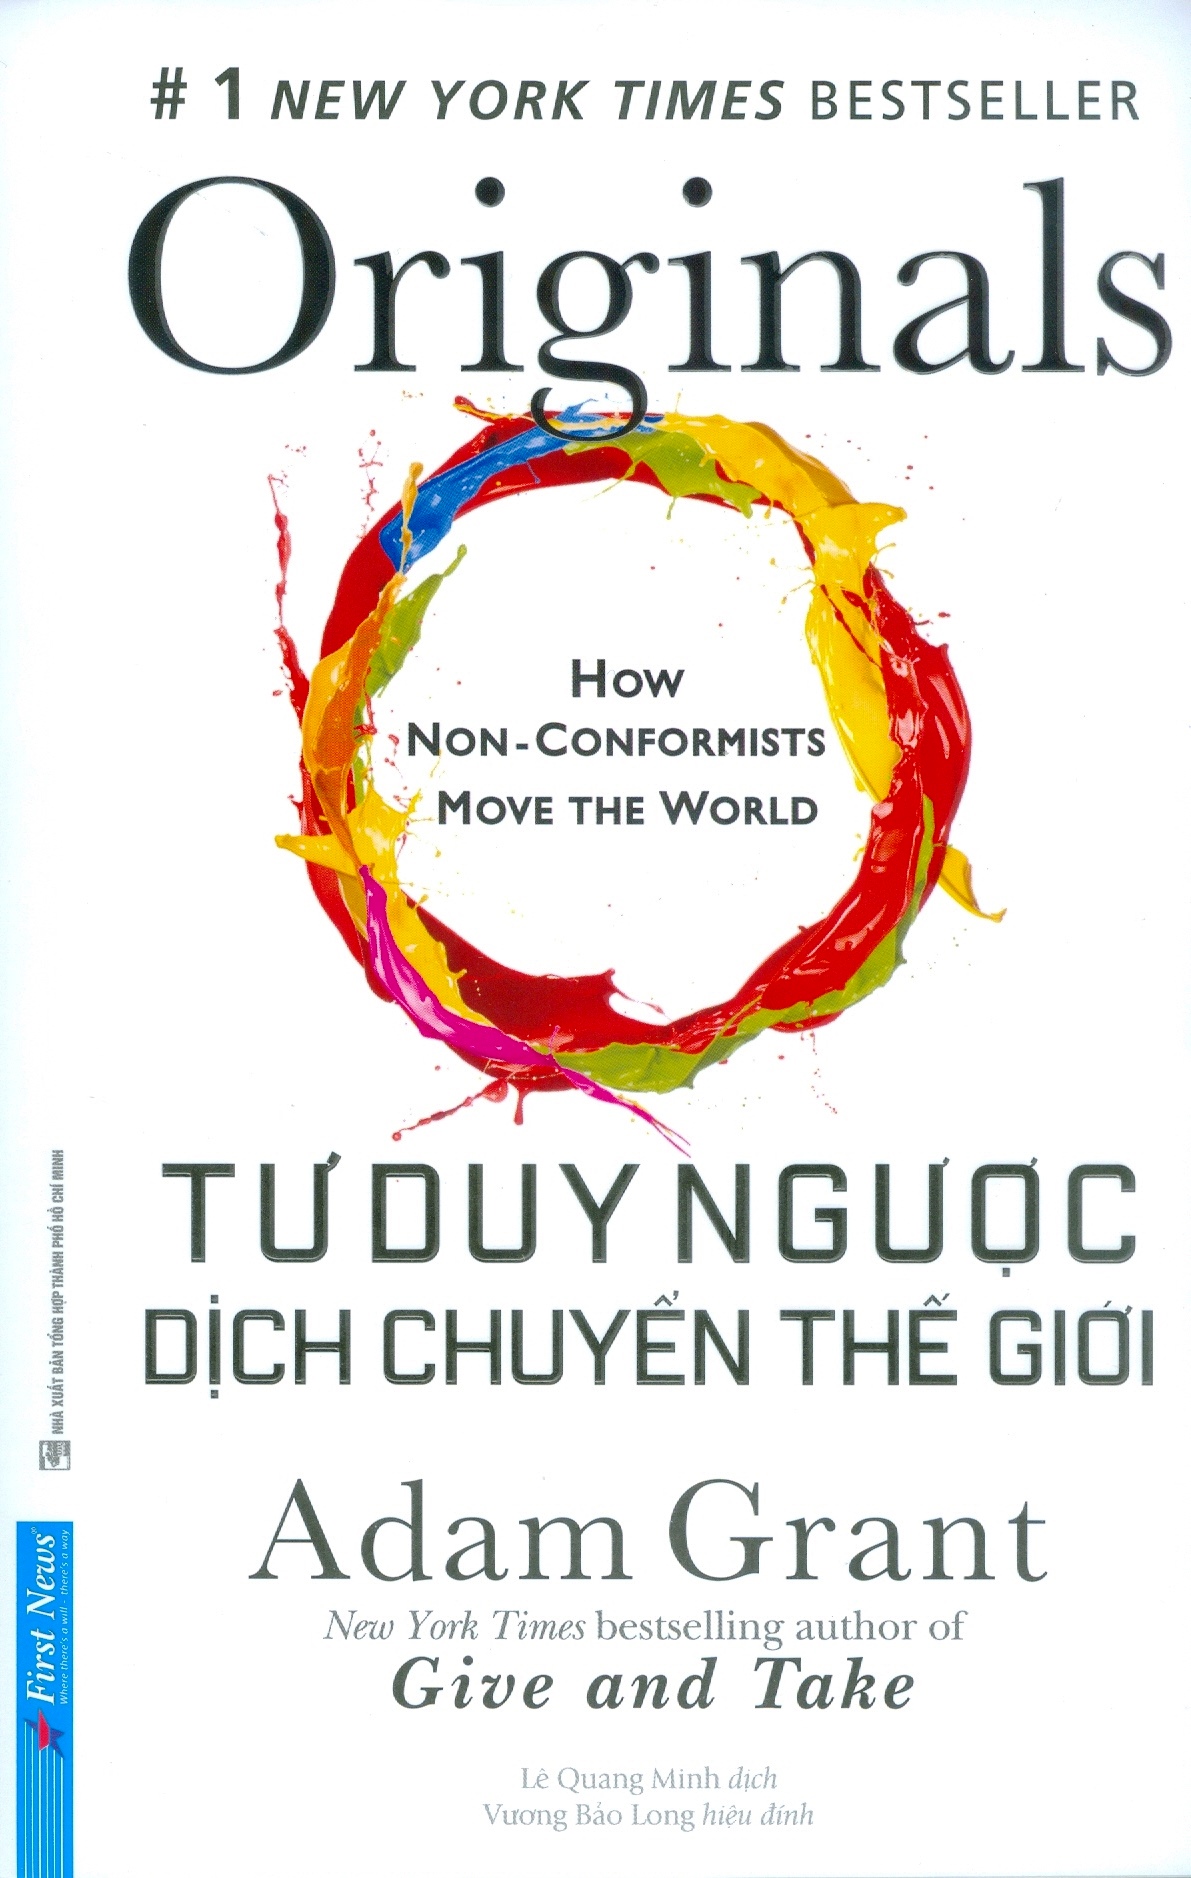 # 1 NEW YORK TIMES BESTSELLER
Originals
HOW
NON-CONFORMISTS
MOVE THE WORLD
TƯ DUY NGƯỢC
DỊCH CHUYỂN THẾ GIỚI
Adam Grant
New York Times bestselling author of
Give and Take
Lê Quang Minh dịch
Vương Bảo Long hiệu đính
NHÀ XUẤT BẢN TỔNG HỢP THÀNH PHỐ HỒ CHÍ MINH
First News®
Where there's a will - there's a way